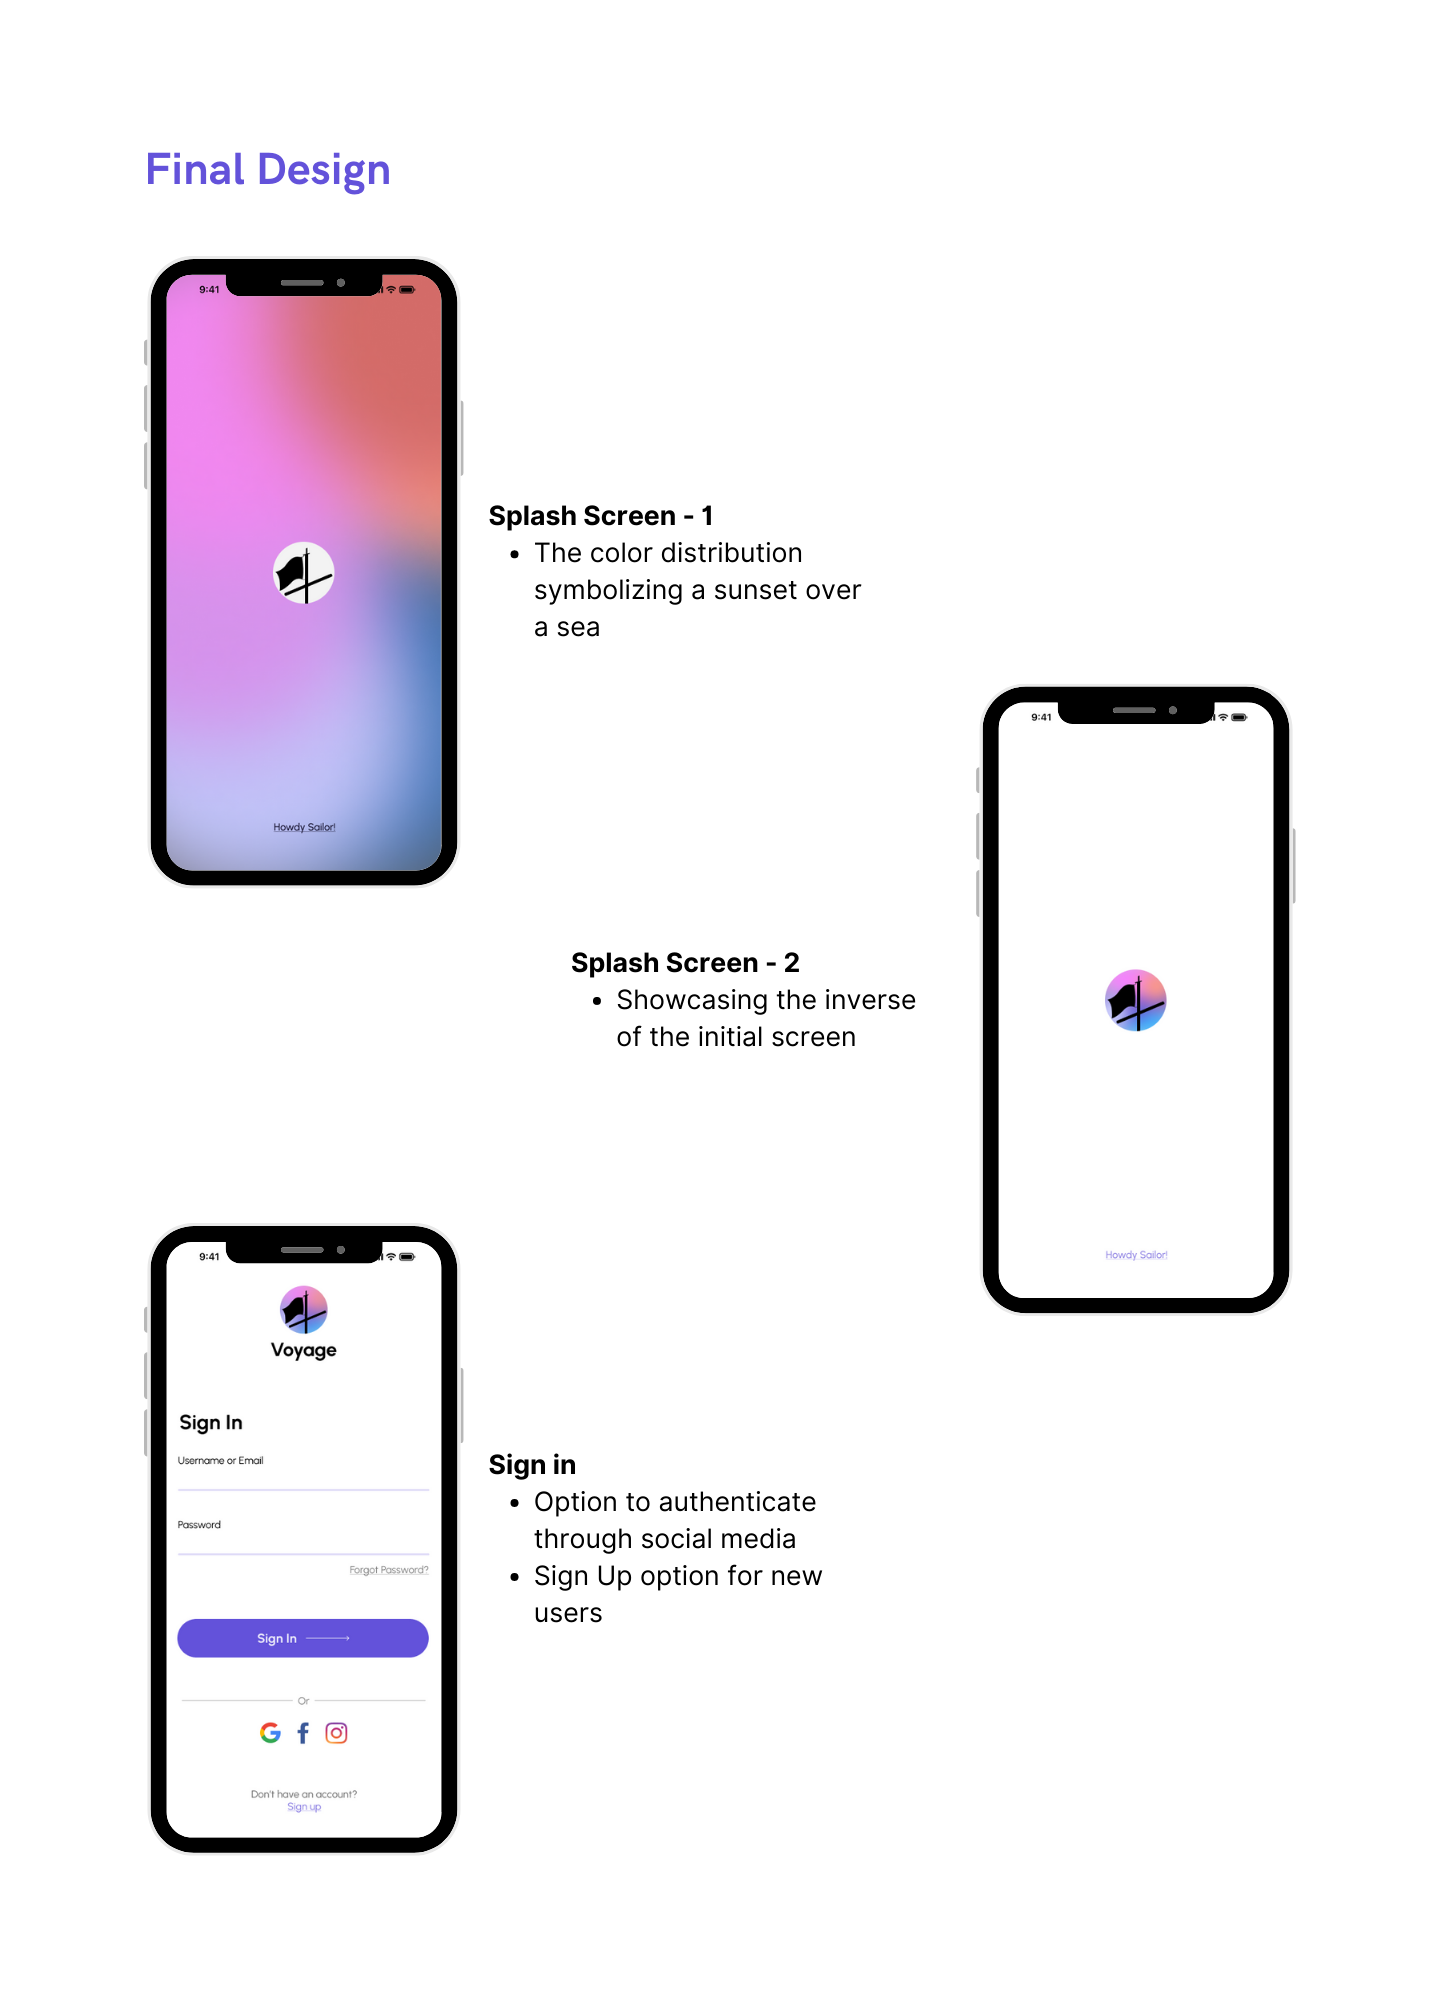 Final Design
9:41
Splash Screen - 1
• The color distribution
symbolizing a sunset over
a sea
Howdy Sailor!
9:41
Splash Screen - 2
• Showcasing the inverse
of the initial screen
Howdy Sailor!
9:41
Voyage
Sign In
Username or Email
Password
Forgot Password?
Sign In
Or
Don't have an account?
Sign up
Sign in
• Option to authenticate
through social media
• Sign Up option for new
users